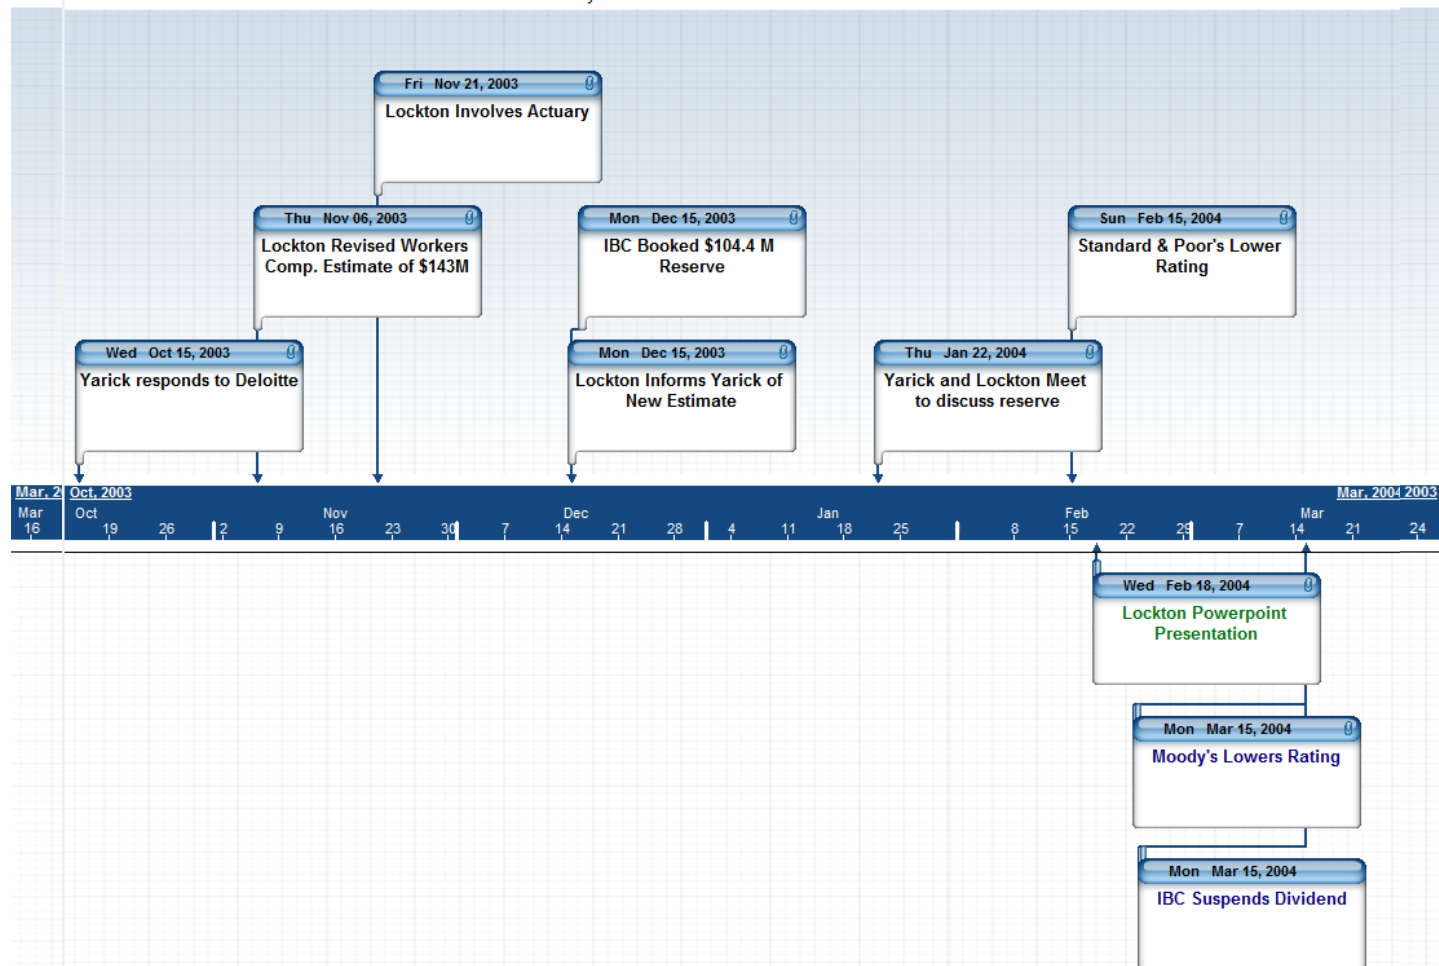 Fri Nov 21, 2003
Lockton Involves Actuary
Thu Nov 06, 2003
Lockton Revised Workers
Comp. Estimate of $143M
Mon Dec 15, 2003
IBC Booked $104.4 M
Reserve
Sun Feb 15, 2004
Standard & Poor's Lower
Rating
Wed Oct 15, 2003
Yarick responds to Deloitte
Mon Dec 15, 2003
Lockton Informs Yarick of
New Estimate
Thu Jan 22, 2004
Yarick and Lockton Meet
to discuss reserve
Mar, 2 Oct, 2003 Mar, 2004 2003
Mar Oct Nov Dec Jan Feb Mar
16 19 26 2 9 16 23 30 7 14 21 28 4 11 18 25 8 15 22 29 7 14 21 24
Wed Feb 18, 2004
Lockton Powerpoint
Presentation
Mon Mar 15, 2004
Moody's Lowers Rating
Mon Mar 15, 2004
IBC Suspends Dividend